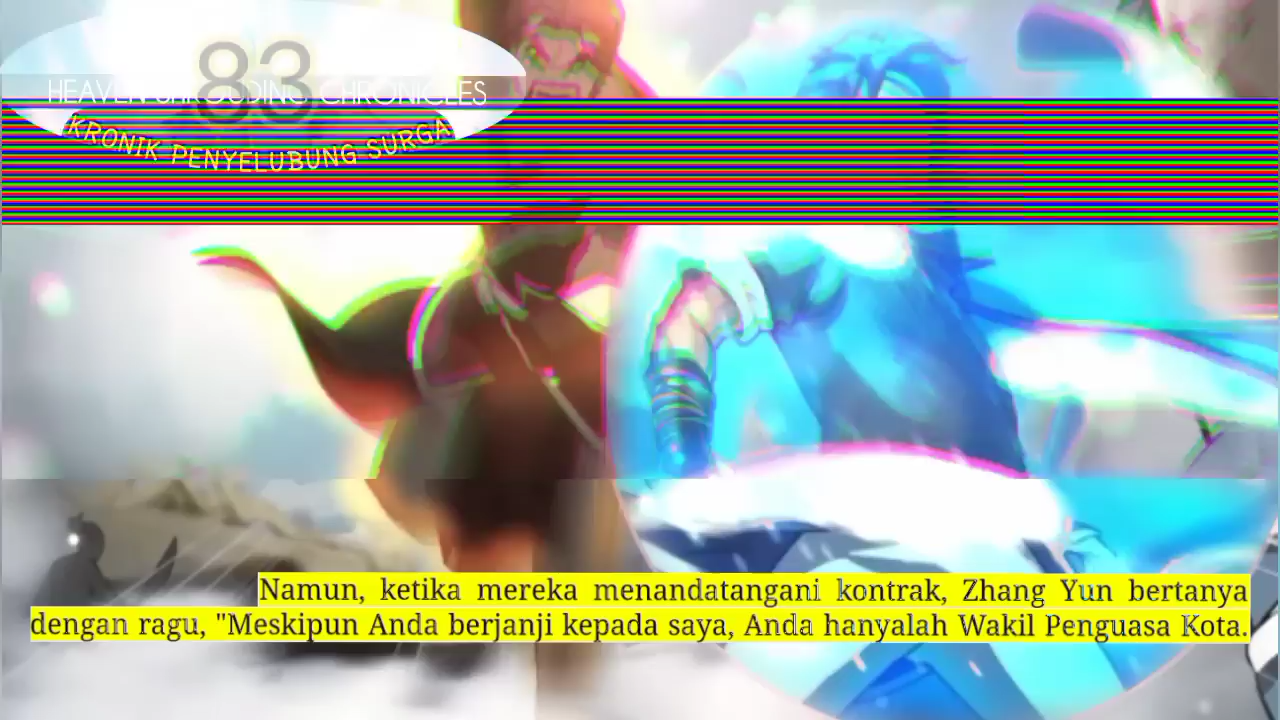 83
HEAVEN SHROUDING CHRONICLES
KRONIK PENYELUBUNG SURGA
Namun, ketika mereka menandatangani kontrak, Zhang Yun bertanya
dengan ragu, "Meskipun Anda berjanji kepada saya, Anda hanyalah Wakil Penguasa Kota.